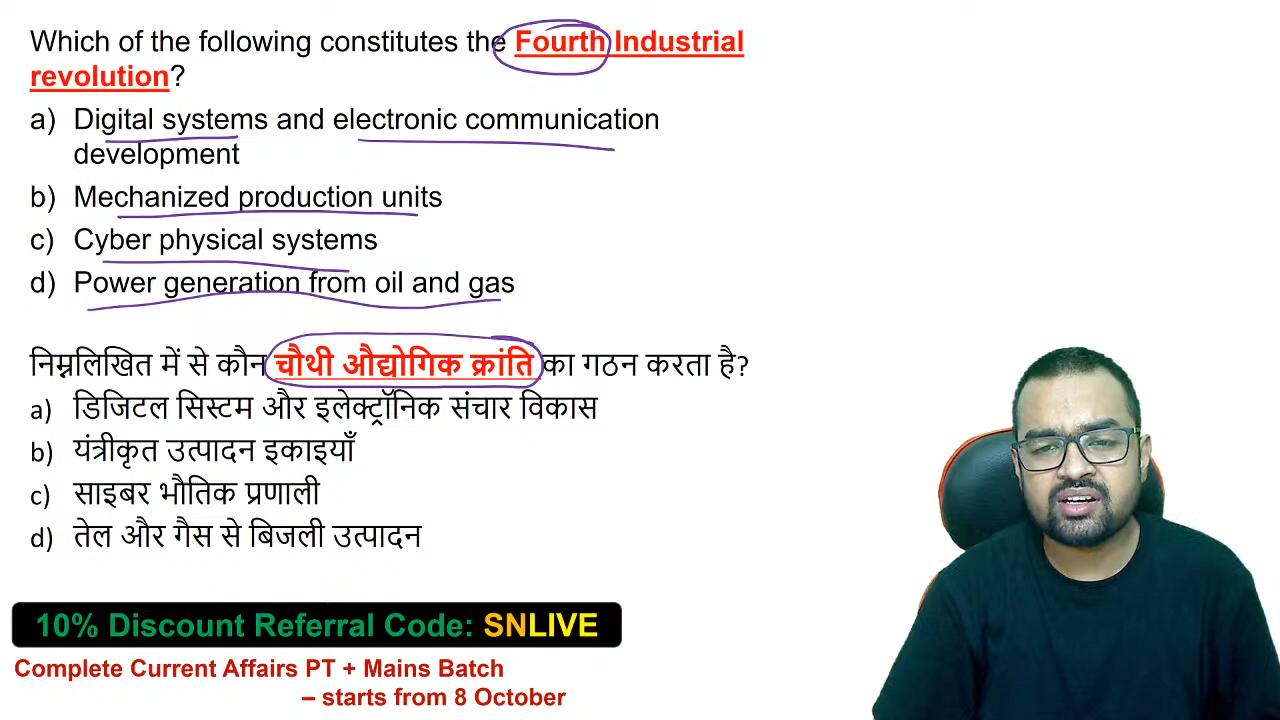 Which of the following constitutes the Fourth Industrial
revolution?
a) Digital systems and electronic communication
development
b) Mechanized production units
c) Cyber physical systems
d) Power generation from oil and gas
निम्नलिखित में से कौन चौथी औद्योगिक क्रांति का गठन करता है?
a) डिजिटल सिस्टम और इलेक्ट्रॉनिक संचार विकास
b) यंत्रीकृत उत्पादन इकाइयाँ
c) साइबर भौतिक प्रणाली
d) तेल और गैस से बिजली उत्पादन
10% Discount Referral Code: SNLIVE
Complete Current Affairs PT + Mains Batch
– starts from 8 October